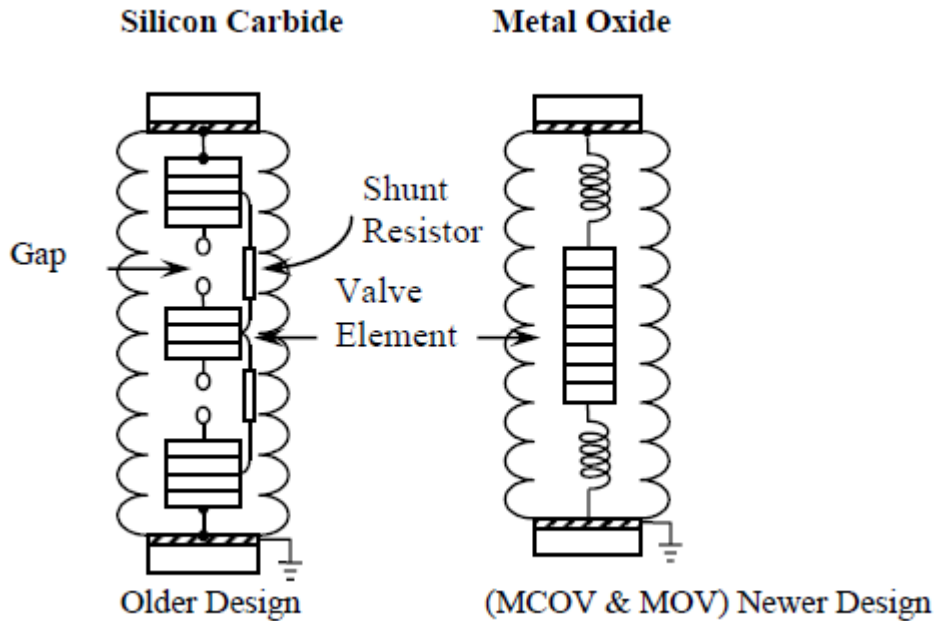 Silicon Carbide
Metal Oxide
Shunt
Resistor
Gap
Valve
Element
Older Design
(MCOV & MOV) Newer Design